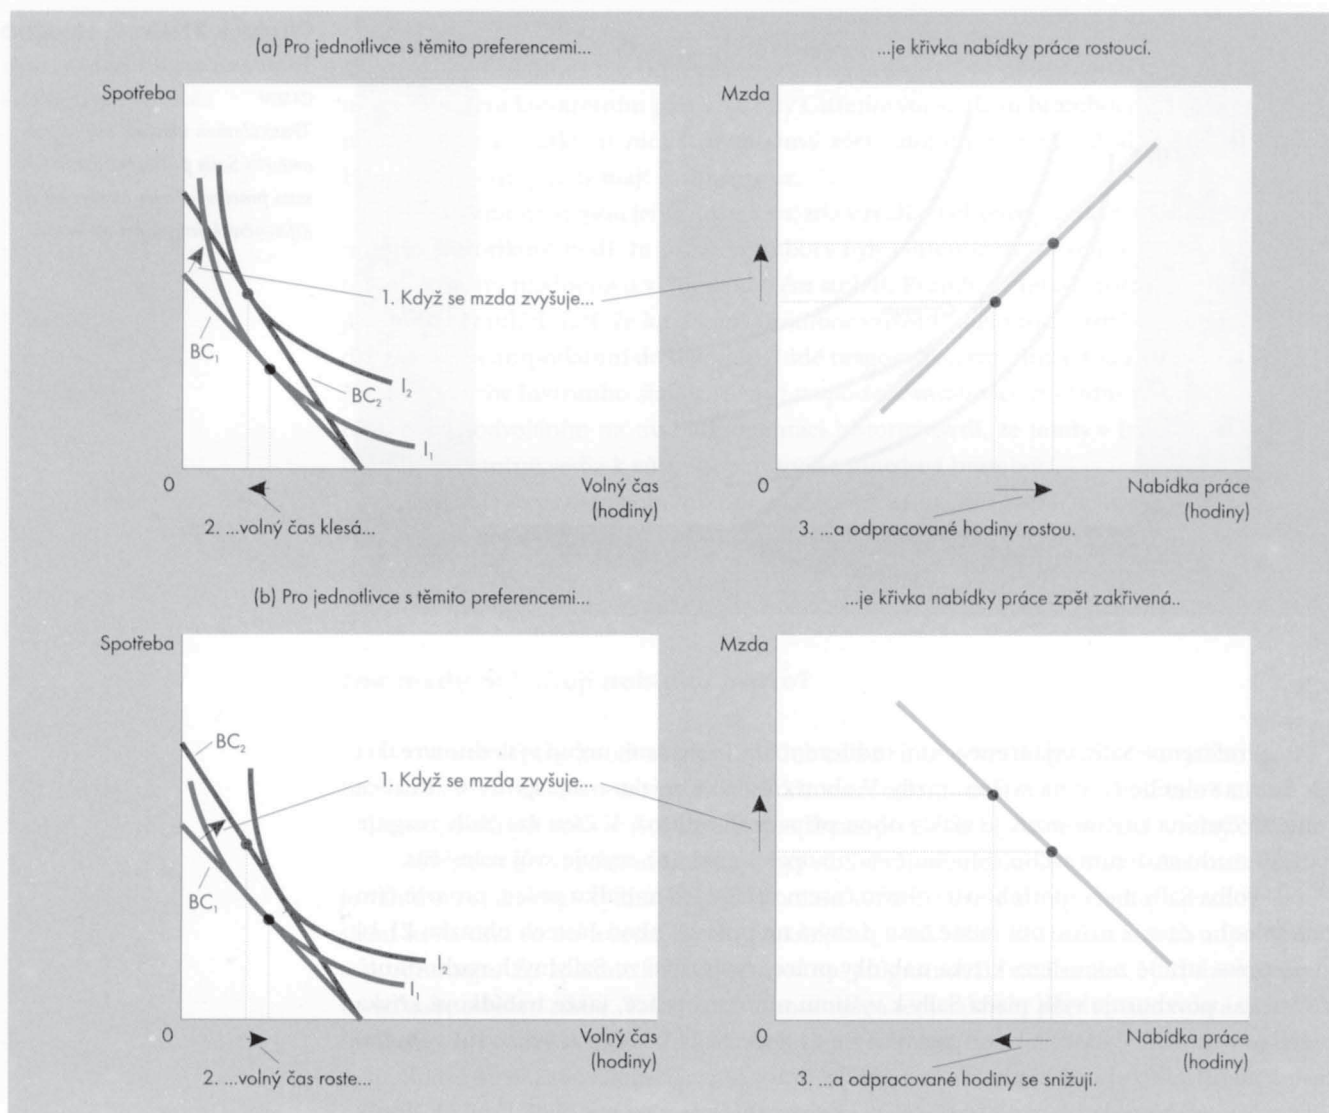 (a) Pro jednotlivce s těmito preferencemi...
...je křivka nabídky práce rostoucí.
Spotřeba
Mzda
1. Když se mzda zvyšuje...
BC₁
BC₂
I₂
I₁
0
Volný čas
(hodiny)
2. ...volný čas klesá...
0
Nabídka práce
(hodiny)
3. ...a odpracované hodiny rostou.
(b) Pro jednotlivce s těmito preferencemi...
...je křivka nabídky práce zpět zakřivená..
Spotřeba
Mzda
BC₂
1. Když se mzda zvyšuje...
BC₁
I₂
I₁
0
Volný čas
(hodiny)
2. ...volný čas roste...
0
Nabídka práce
(hodiny)
3. ...a odpracované hodiny se snižují.